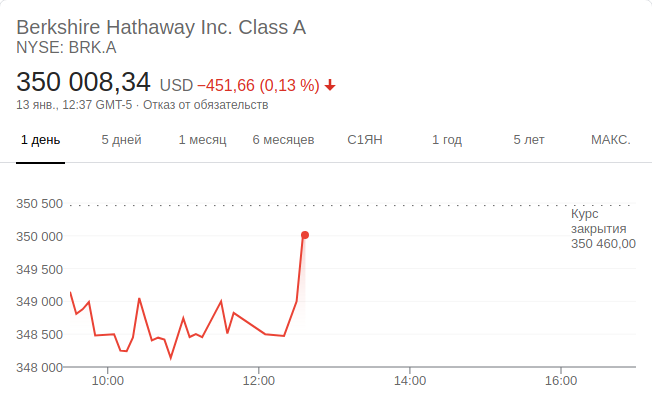 Berkshire Hathaway Inc. Class A
NYSE: BRK.A
350 008,34 USD −451,66 (0,13 %)
13 янв., 12:37 GMT-5 · Отказ от обязательств
1 день 5 дней 1 месяц 6 месяцев С1ЯН 1 год 5 лет МАКС.
350 500
Курс
закрытия
350 460,00
350 000
349 500
349 000
348 500
348 000
10:00 12:00 14:00 16:00